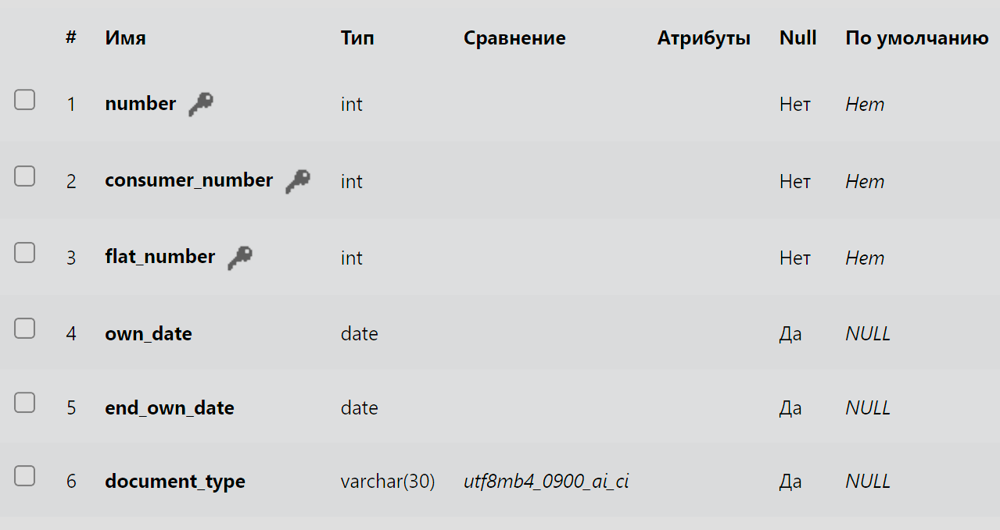 # Имя Тип Сравнение Атрибуты Null По умолчанию
1 number int Нет Нет
2 consumer_number int Нет Нет
3 flat_number int Нет Нет
4 own_date date Да NULL
5 end_own_date date Да NULL
6 document_type varchar(30) utf8mb4_0900_ai_ci Да NULL